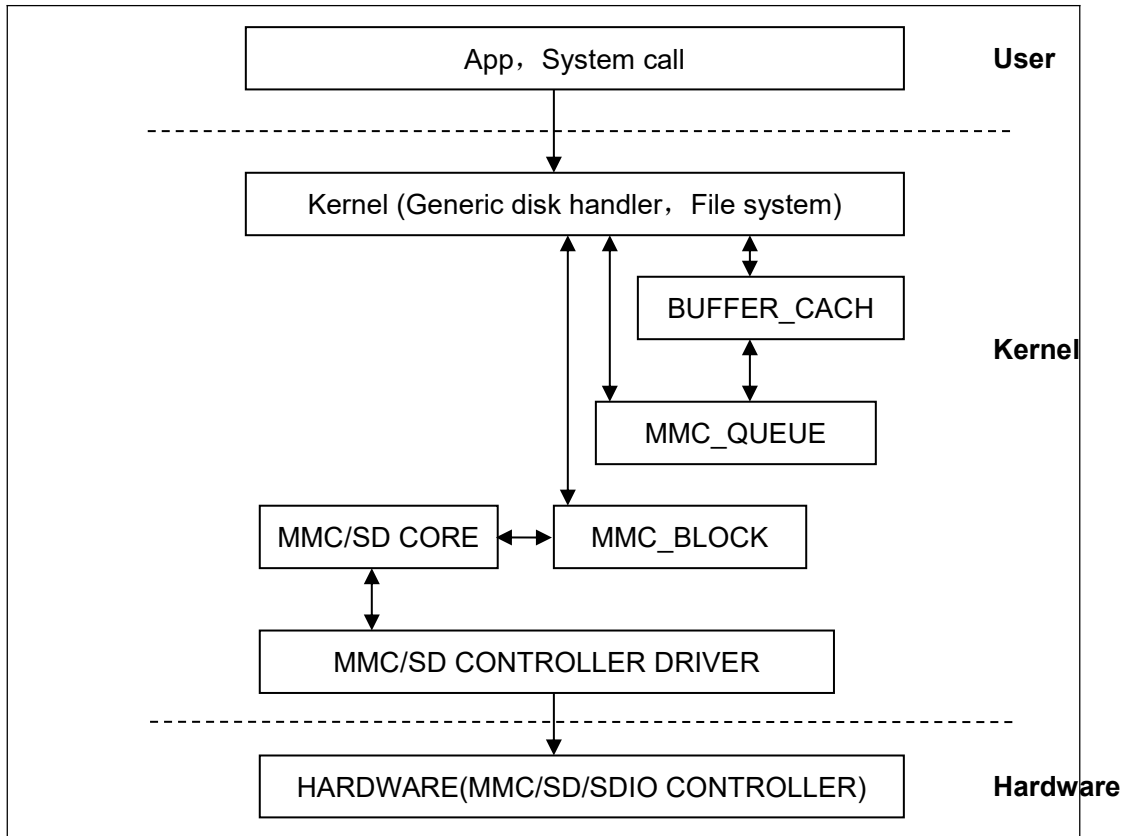 App，System call
User
Kernel (Generic disk handler，File system)
BUFFER_CACH
Kernel
MMC_QUEUE
MMC/SD CORE
MMC_BLOCK
MMC/SD CONTROLLER DRIVER
HARDWARE(MMC/SD/SDIO CONTROLLER)
Hardware